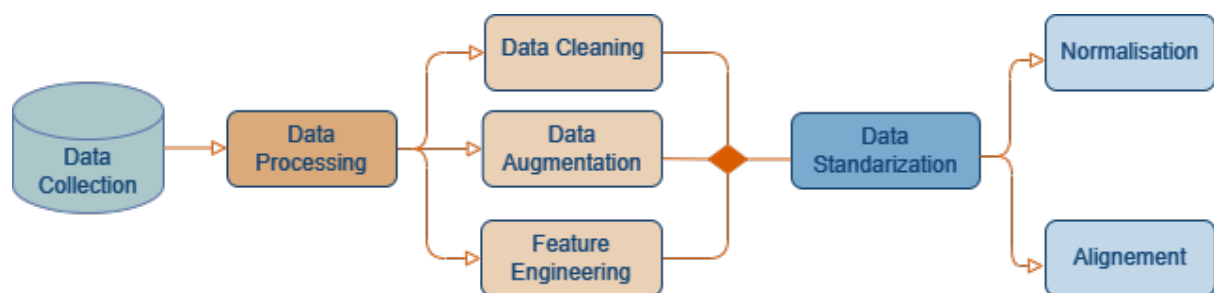 Data
Collection
Data
Processing
Data Cleaning
Data
Augmentation
Feature
Engineering
Data
Standarization
Normalisation
Alignement